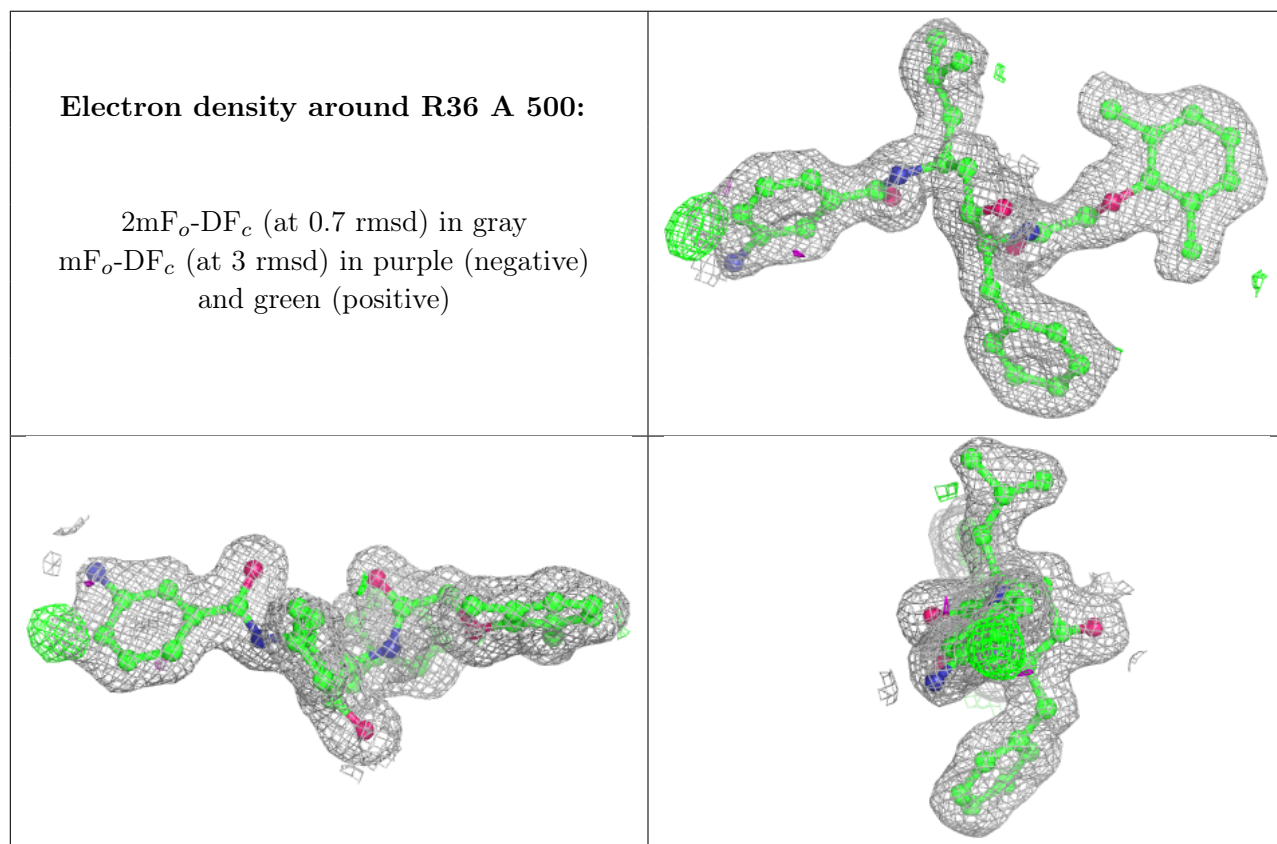 Electron density around R36 A 500:
2mFo-DFc (at 0.7 rmsd) in gray
mFo-DFc (at 3 rmsd) in purple (negative)
and green (positive)